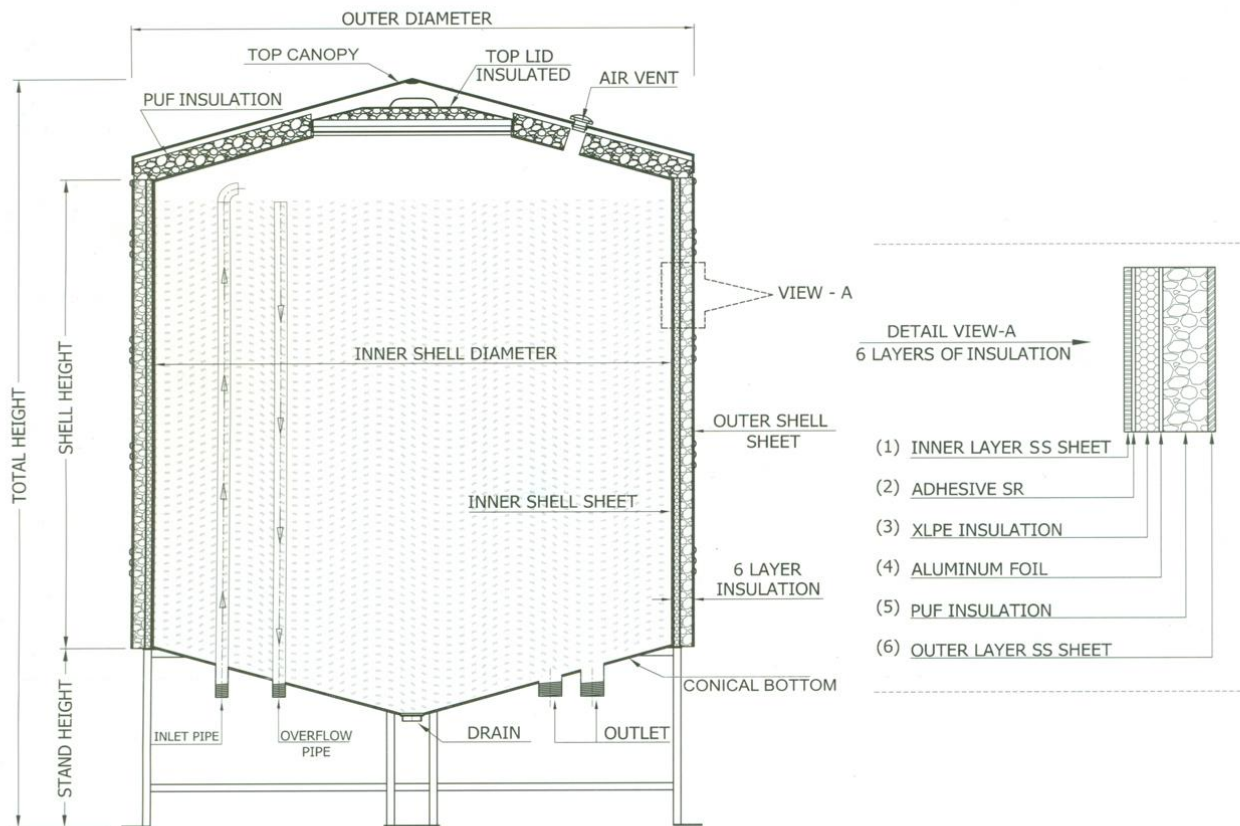 OUTER DIAMETER
TOP CANOPY
TOP LID
INSULATED
AIR VENT
PUF INSULATION
TOTAL HEIGHT
SHELL HEIGHT
STAND HEIGHT
INNER SHELL DIAMETER
VIEW - A
OUTER SHELL
SHEET
INNER SHELL SHEET
6 LAYER
INSULATION
CONICAL BOTTOM
INLET PIPE
OVERFLOW
PIPE
DRAIN
OUTLET
DETAIL VIEW-A
6 LAYERS OF INSULATION
(1) INNER LAYER SS SHEET
(2) ADHESIVE SR
(3) XLPE INSULATION
(4) ALUMINUM FOIL
(5) PUF INSULATION
(6) OUTER LAYER SS SHEET